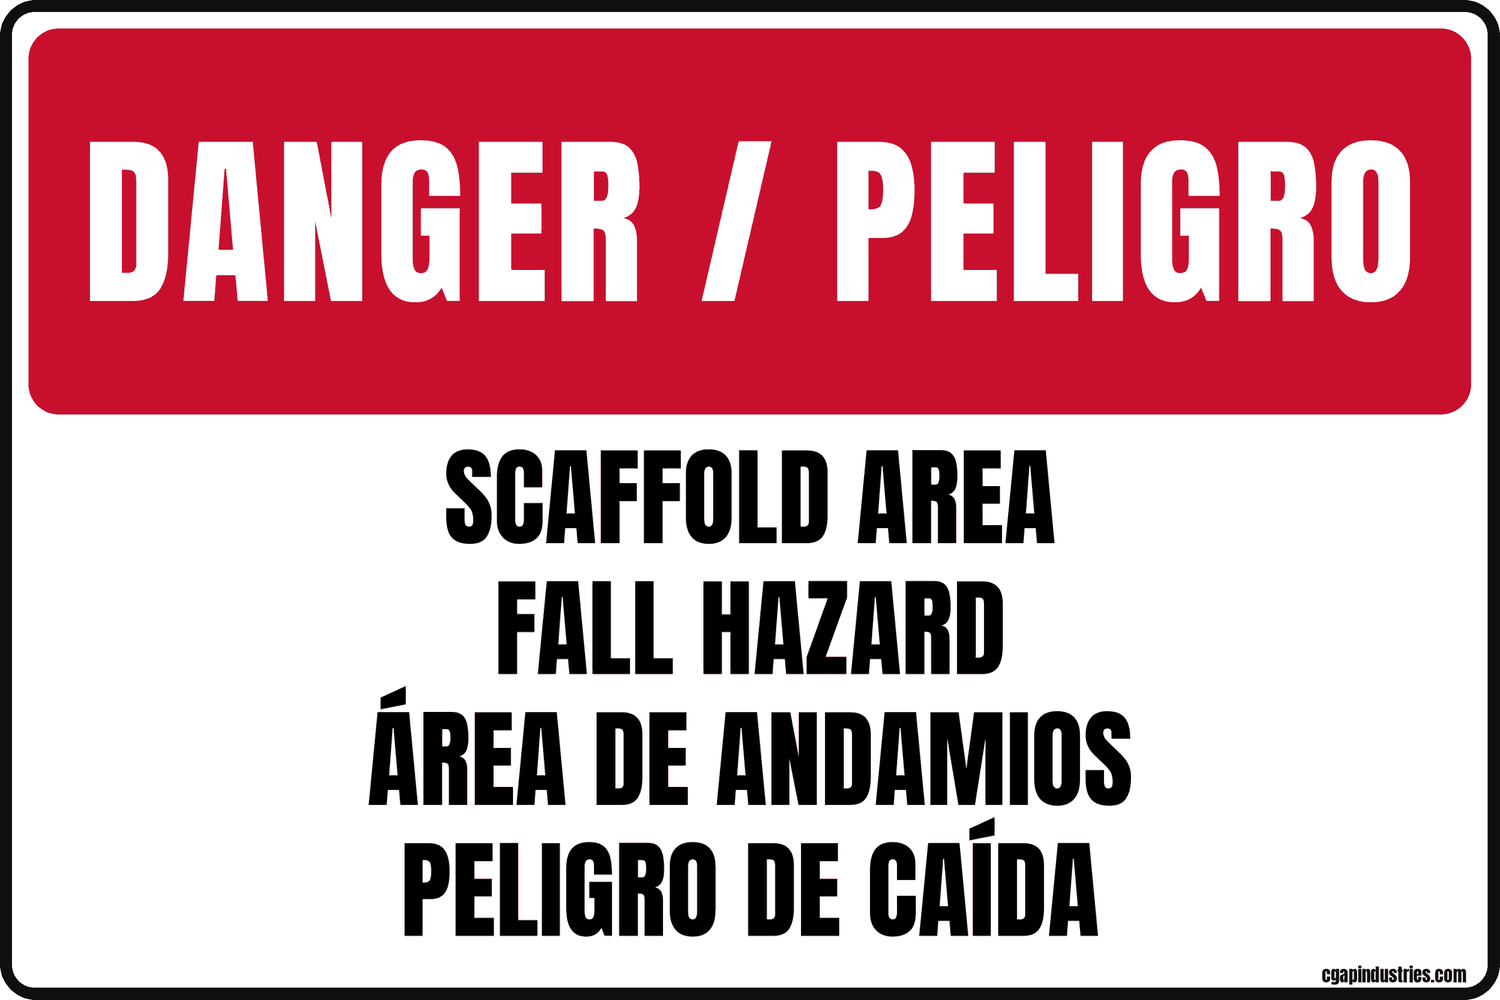 DANGER / PELIGRO
SCAFFOLD AREA
FALL HAZARD
ÁREA DE ANDAMIOS
PELIGRO DE CAÍDA
cgapindustries.com